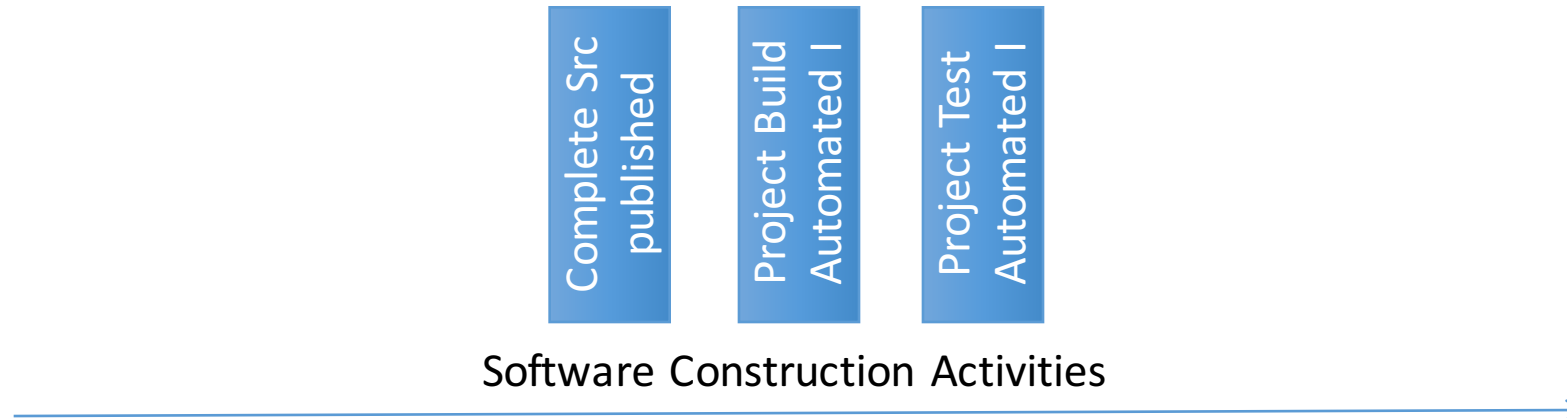 Complete Src
published
Project Build
Automated I
Project Test
Automated I
Software Construction Activities